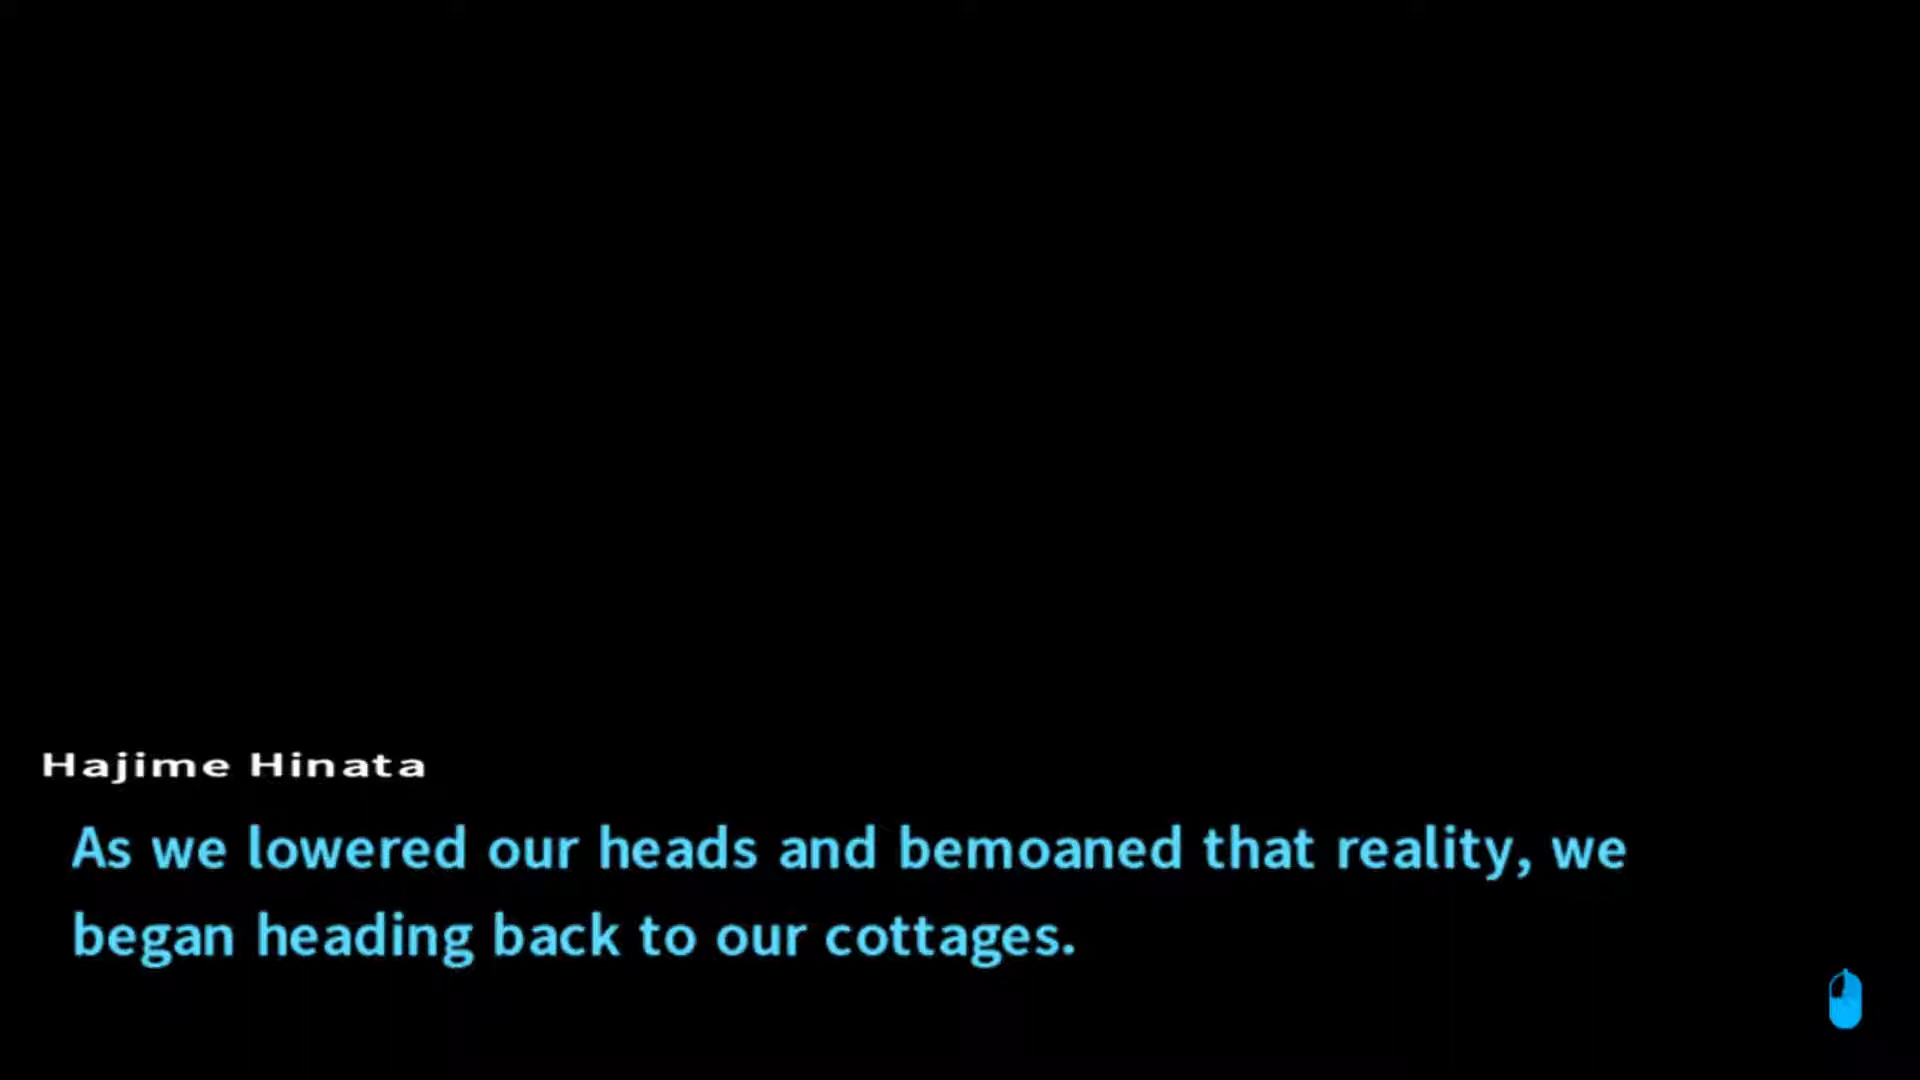 Hajime Hinata
As we lowered our heads and bemoaned that reality, we
began heading back to our cottages.